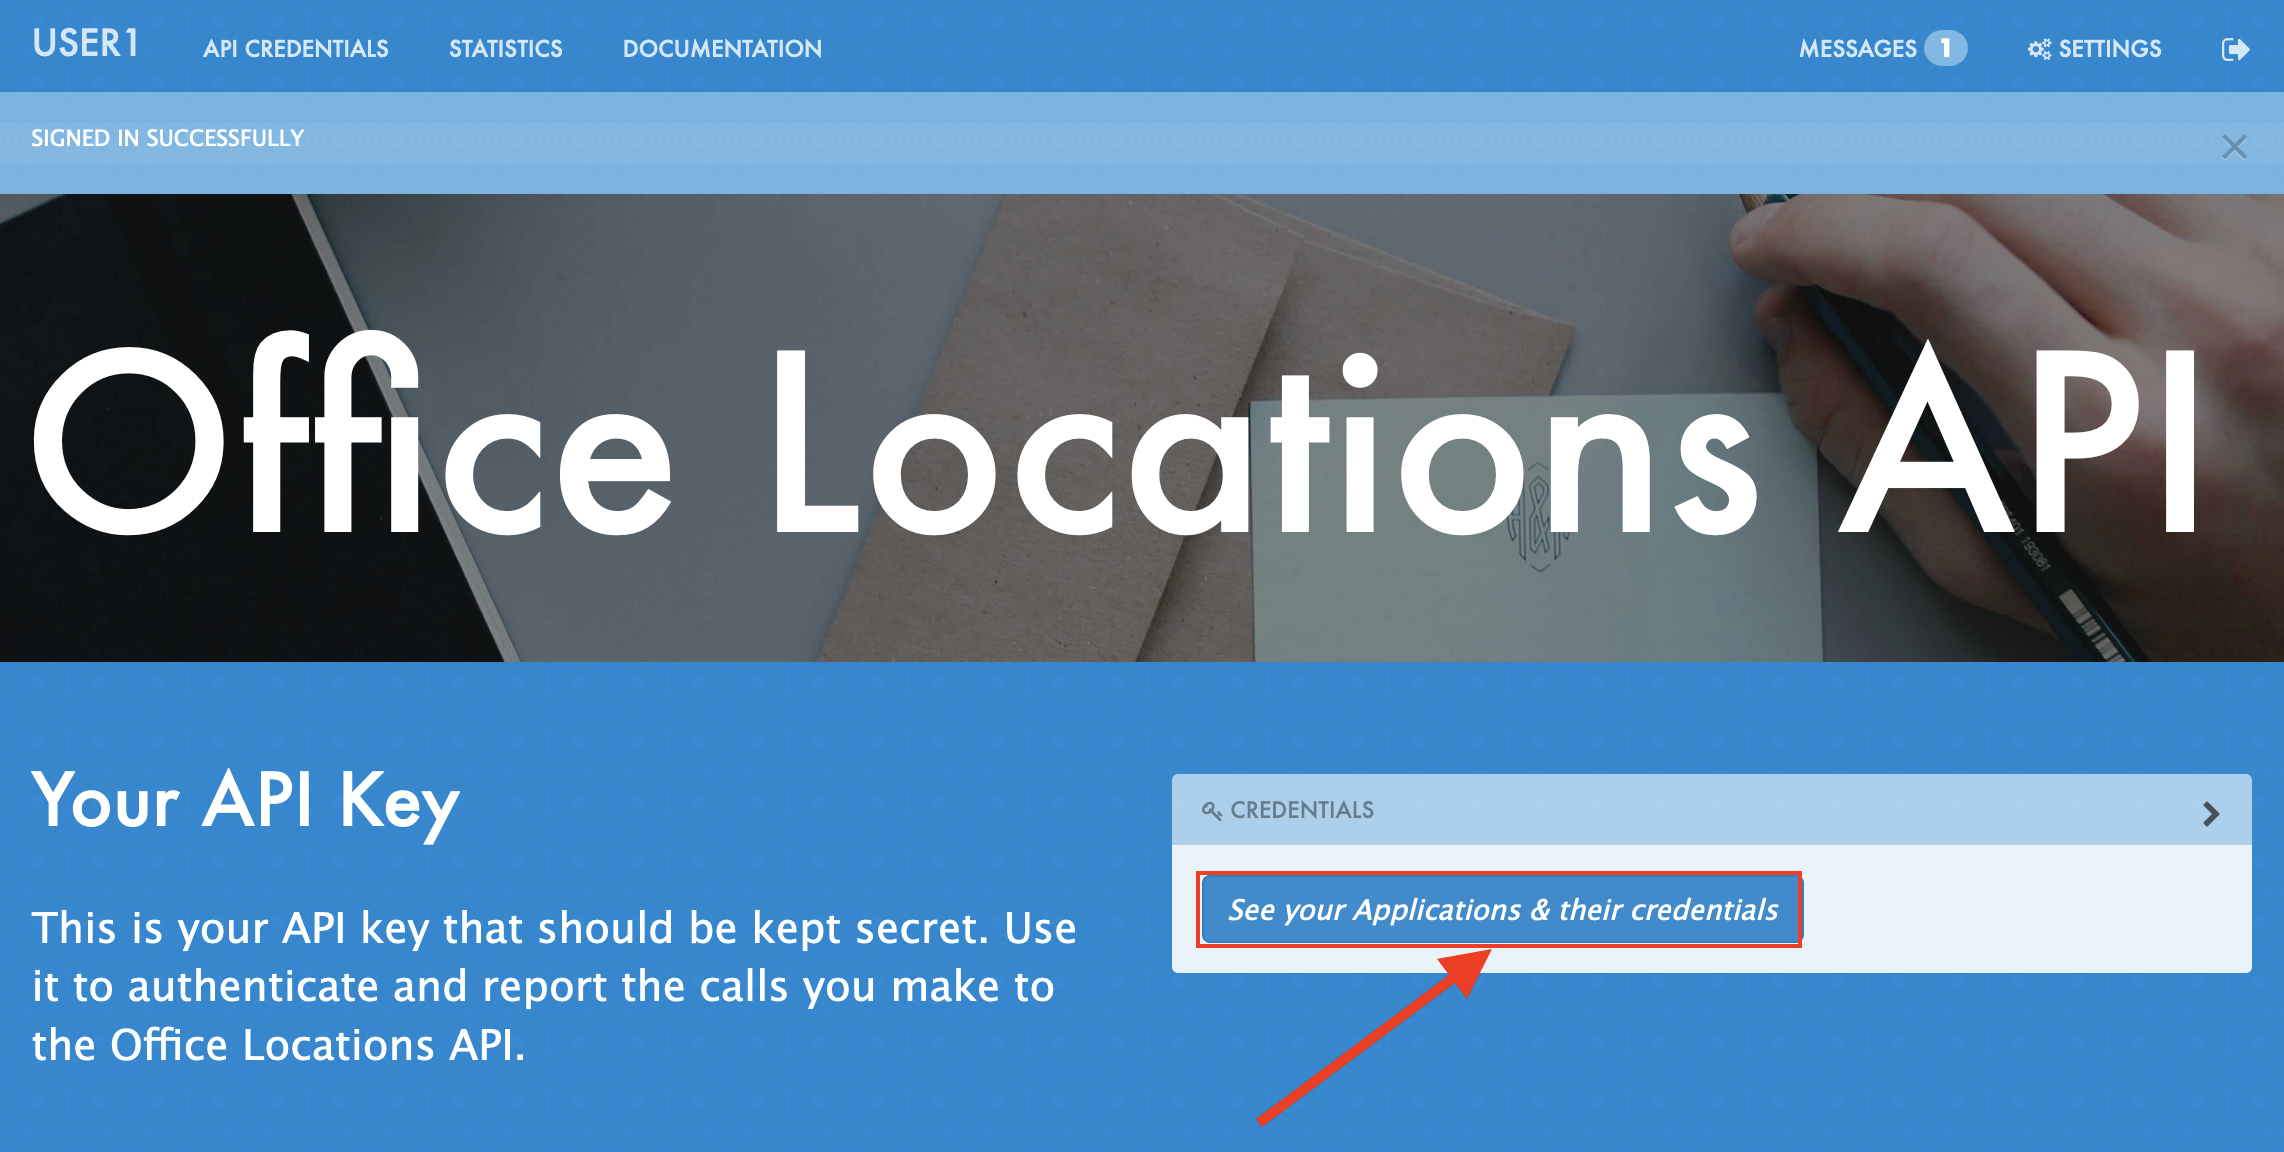 USER1
API CREDENTIALS
STATISTICS
DOCUMENTATION
MESSAGES 1
SETTINGS
SIGNED IN SUCCESSFULLY
Office Locations API
Your API Key
This is your API key that should be kept secret. Use
it to authenticate and report the calls you make to
the Office Locations API.
CREDENTIALS
See your Applications & their credentials